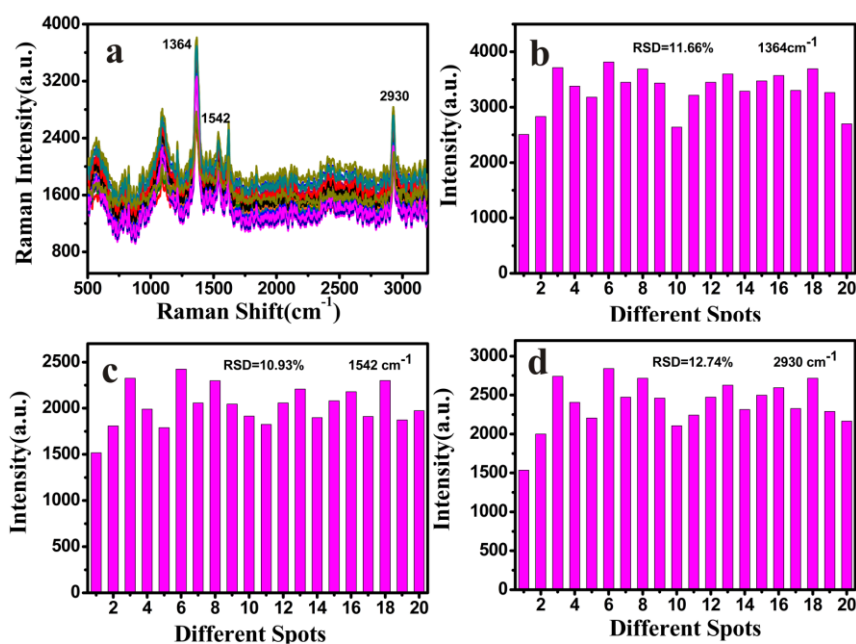 a
1364
1542
2930
4000
3200
2400
1600
800
Raman Intensity(a.u.)
500 1000 1500 2000 2500 3000
Raman Shift(cm⁻¹)
b
RSD=11.66% 1364cm⁻¹
4000
3000
2000
1000
0
Intensity(a.u.)
2 4 6 8 10 12 14 16 18 20
Different Spots
c
RSD=10.93% 1542 cm⁻¹
2500
2000
1500
1000
500
0
Intensity(a.u.)
2 4 6 8 10 12 14 16 18 20
Different Spots
d
RSD=12.74% 2930 cm⁻¹
3000
2500
2000
1500
1000
500
0
Intensity(a.u.)
2 4 6 8 10 12 14 16 18 20
Different Spots